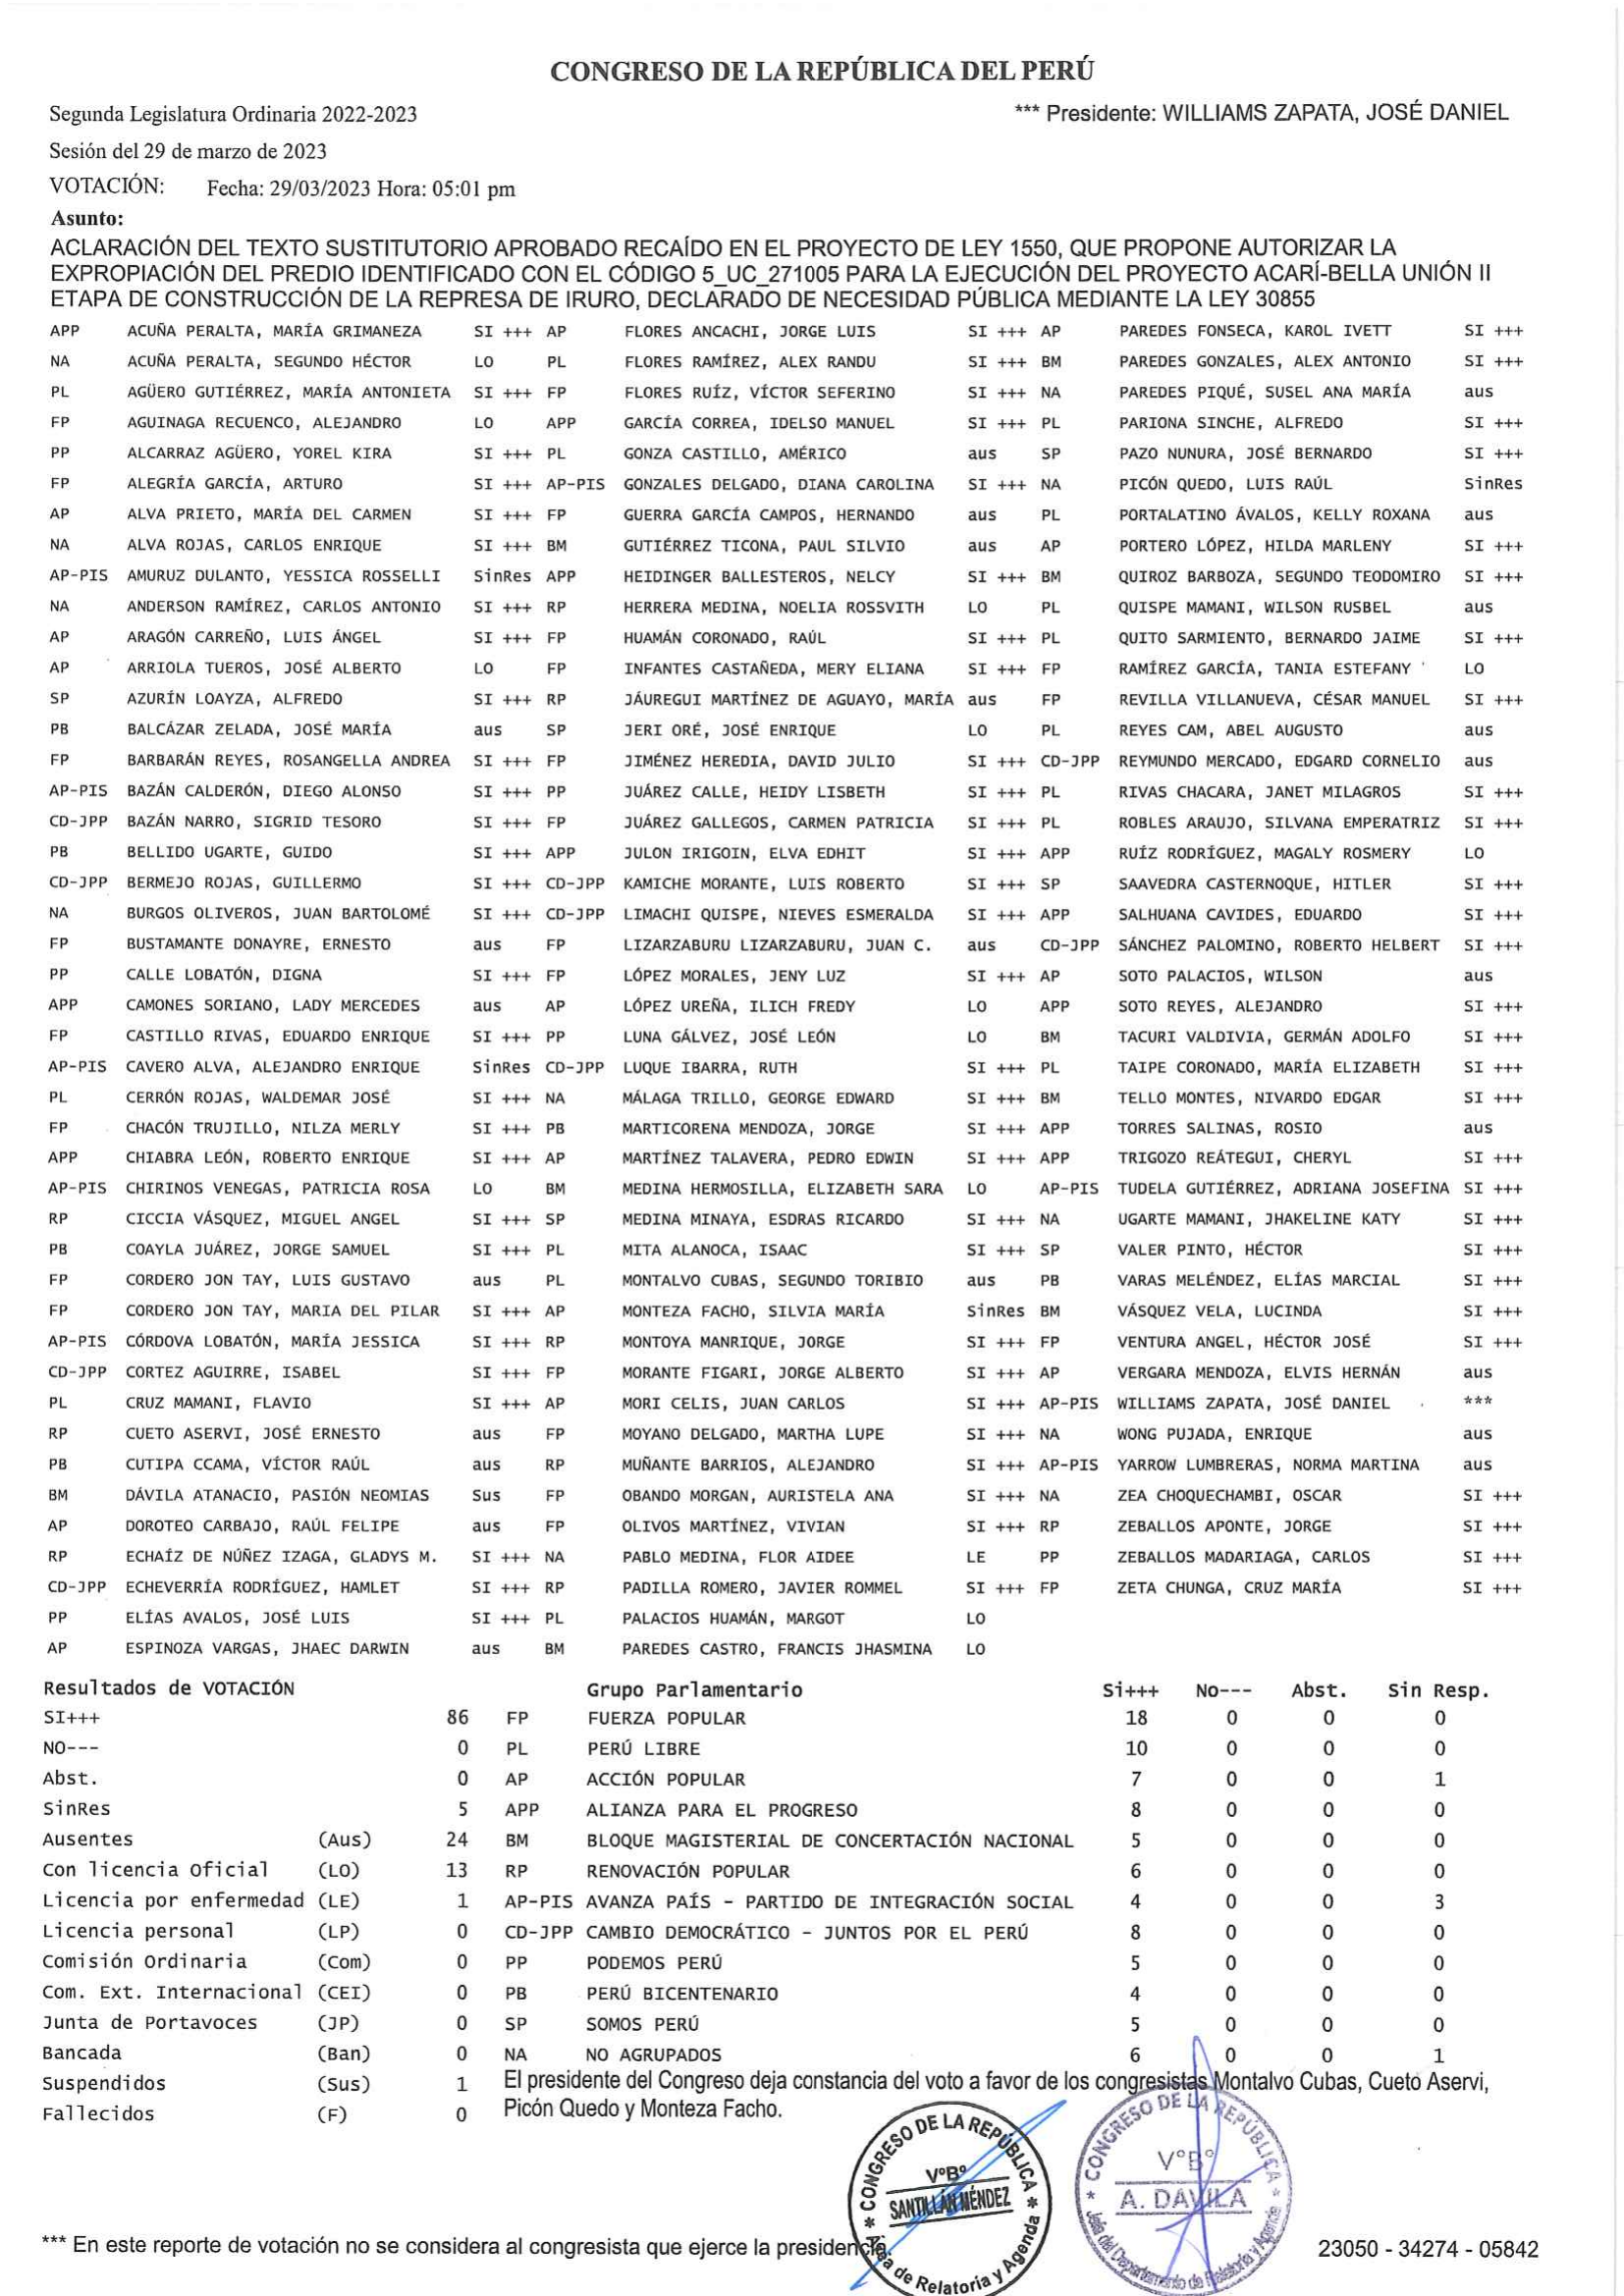 CONGRESO DE LA REPÚBLICA DEL PERÚ
Segunda Legislatura Ordinaria 2022-2023 *** Presidente: WILLIAMS ZAPATA, JOSÉ DANIEL
Sesión del 29 de marzo de 2023
VOTACIÓN: Fecha: 29/03/2023 Hora: 05:01 pm
Asunto:
ACLARACIÓN DEL TEXTO SUSTITUTORIO APROBADO RECAÍDO EN EL PROYECTO DE LEY 1550, QUE PROPONE AUTORIZAR LA
EXPROPIACIÓN DEL PREDIO IDENTIFICADO CON EL CÓDIGO 5_UC_271005 PARA LA EJECUCIÓN DEL PROYECTO ACARÍ-BELLA UNIÓN II
ETAPA DE CONSTRUCCIÓN DE LA REPRESA DE IRURO, DECLARADO DE NECESIDAD PÚBLICA MEDIANTE LA LEY 30855
APP ACUÑA PERALTA, MARÍA GRIMANEZA SI +++ AP FLORES ANCACHI, JORGE LUIS SI +++ AP PAREDES FONSECA, KAROL IVETT SI +++
NA ACUÑA PERALTA, SEGUNDO HÉCTOR LO PL FLORES RAMÍREZ, ALEX RANDU SI +++ BM PAREDES GONZALES, ALEX ANTONIO SI +++
PL AGÜERO GUTIÉRREZ, MARÍA ANTONIETA SI +++ FP FLORES RUÍZ, VÍCTOR SEFERINO SI +++ NA PAREDES PIQUÉ, SUSEL ANA MARÍA aus
FP AGUINAGA RECUENCO, ALEJANDRO LO APP GARCÍA CORREA, IDELSO MANUEL SI +++ PL PARIONA SINCHE, ALFREDO SI +++
PP ALCARRAZ AGÜERO, YOREL KIRA SI +++ PL GONZA CASTILLO, AMÉRICO aus SP PAZO NUNURA, JOSÉ BERNARDO SI +++
FP ALEGRÍA GARCÍA, ARTURO SI +++ AP-PIS GONZALES DELGADO, DIANA CAROLINA SI +++ NA PICÓN QUEDO, LUIS RAÚL SinRes
AP ALVA PRIETO, MARÍA DEL CARMEN SI +++ FP GUERRA GARCÍA CAMPOS, HERNANDO aus PL PORTALATINO ÁVALOS, KELLY ROXANA aus
NA ALVA ROJAS, CARLOS ENRIQUE SI +++ BM GUTIÉRREZ TICONA, PAUL SILVIO aus AP PORTERO LÓPEZ, HILDA MARLENY SI +++
AP-PIS AMURUZ DULANTO, YESSICA ROSSELLI SinRes APP HEIDINGER BALLESTEROS, NELCY SI +++ BM QUIROZ BARBOZA, SEGUNDO TEODOMIRO SI +++
NA ANDERSON RAMÍREZ, CARLOS ANTONIO SI +++ RP HERRERA MEDINA, NOELIA ROSSVITH LO PL QUISPE MAMANI, WILSON RUSBEL aus
AP ARAGÓN CARREÑO, LUIS ÁNGEL SI +++ FP HUAMÁN CORONADO, RAÚL SI +++ PL QUITO SARMIENTO, BERNARDO JAIME SI +++
AP ARRIOLA TUEROS, JOSÉ ALBERTO LO FP INFANTES CASTAÑEDA, MERY ELIANA SI +++ FP RAMÍREZ GARCÍA, TANIA ESTEFANY LO
SP AZURÍN LOAYZA, ALFREDO SI +++ RP JÁUREGUI MARTÍNEZ DE AGUAYO, MARÍA aus FP REVILLA VILLANUEVA, CÉSAR MANUEL SI +++
PB BALCÁZAR ZELADA, JOSÉ MARÍA aus SP JERI ORÉ, JOSÉ ENRIQUE LO PL REYES CAM, ABEL AUGUSTO aus
FP BARBARÁN REYES, ROSANGELLA ANDREA SI +++ FP JIMÉNEZ HEREDIA, DAVID JULIO SI +++ CD-JPP REYMUNDO MERCADO, EDGARD CORNELIO aus
AP-PIS BAZÁN CALDERÓN, DIEGO ALONSO SI +++ PP JUÁREZ CALLE, HEIDY LISBETH SI +++ PL RIVAS CHACARA, JANET MILAGROS SI +++
CD-JPP BAZÁN NARRO, SIGRID TESORO SI +++ FP JUÁREZ GALLEGOS, CARMEN PATRICIA SI +++ PL ROBLES ARAUJO, SILVANA EMPERATRIZ SI +++
PB BELLIDO UGARTE, GUIDO SI +++ APP JULON IRIGOIN, ELVA EDHIT SI +++ APP RUÍZ RODRÍGUEZ, MAGALY ROSMERY LO
CD-JPP BERMEJO ROJAS, GUILLERMO SI +++ CD-JPP KAMICHE MORANTE, LUIS ROBERTO SI +++ SP SAAVEDRA CASTERNOQUE, HITLER SI +++
NA BURGOS OLIVEROS, JUAN BARTOLOMÉ SI +++ CD-JPP LIMACHI QUISPE, NIEVES ESMERALDA SI +++ APP SALHUANA CAVIDES, EDUARDO SI +++
FP BUSTAMANTE DONAYRE, ERNESTO aus FP LIZARZABURU LIZARZABURU, JUAN C. aus CD-JPP SÁNCHEZ PALOMINO, ROBERTO HELBERT SI +++
PP CALLE LOBATÓN, DIGNA SI +++ FP LÓPEZ MORALES, JENY LUZ SI +++ AP SOTO PALACIOS, WILSON aus
APP CAMONES SORIANO, LADY MERCEDES aus AP LÓPEZ UREÑA, ILICH FREDY LO APP SOTO REYES, ALEJANDRO SI +++
FP CASTILLO RIVAS, EDUARDO ENRIQUE SI +++ PP LUNA GÁLVEZ, JOSÉ LEÓN LO BM TACURI VALDIVIA, GERMÁN ADOLFO SI +++
AP-PIS CAVERO ALVA, ALEJANDRO ENRIQUE SinRes CD-JPP LUQUE IBARRA, RUTH SI +++ PL TAIPE CORONADO, MARÍA ELIZABETH SI +++
PL CERRÓN ROJAS, WALDEMAR JOSÉ SI +++ NA MÁLAGA TRILLO, GEORGE EDWARD SI +++ BM TELLO MONTES, NIVARDO EDGAR SI +++
FP CHACÓN TRUJILLO, NILZA MERLY SI +++ PB MARTICORENA MENDOZA, JORGE SI +++ APP TORRES SALINAS, ROSIO aus
APP CHIABRA LEÓN, ROBERTO ENRIQUE SI +++ AP MARTÍNEZ TALAVERA, PEDRO EDWIN SI +++ APP TRIGOZO REÁTEGUI, CHERYL SI +++
AP-PIS CHIRINOS VENEGAS, PATRICIA ROSA LO BM MEDINA HERMOSILLA, ELIZABETH SARA LO AP-PIS TUDELA GUTIÉRREZ, ADRIANA JOSEFINA SI +++
RP CICCIA VÁSQUEZ, MIGUEL ANGEL SI +++ SP MEDINA MINAYA, ESDRAS RICARDO SI +++ NA UGARTE MAMANI, JHAKELINE KATY SI +++
PB COAYLA JUÁREZ, JORGE SAMUEL SI +++ PL MITA ALANOCA, ISAAC SI +++ SP VALER PINTO, HÉCTOR SI +++
FP CORDERO JON TAY, LUIS GUSTAVO aus PL MONTALVO CUBAS, SEGUNDO TORIBIO aus PB VARAS MELÉNDEZ, ELÍAS MARCIAL SI +++
FP CORDERO JON TAY, MARIA DEL PILAR SI +++ AP MONTEZA FACHO, SILVIA MARÍA SinRes BM VÁSQUEZ VELA, LUCINDA SI +++
AP-PIS CÓRDOVA LOBATÓN, MARÍA JESSICA SI +++ RP MONTOYA MANRIQUE, JORGE SI +++ FP VENTURA ANGEL, HÉCTOR JOSÉ SI +++
CD-JPP CORTEZ AGUIRRE, ISABEL SI +++ FP MORANTE FIGARI, JORGE ALBERTO SI +++ AP VERGARA MENDOZA, ELVIS HERNÁN aus
PL CRUZ MAMANI, FLAVIO SI +++ AP MORI CELIS, JUAN CARLOS SI +++ AP-PIS WILLIAMS ZAPATA, JOSÉ DANIEL ***
RP CUETO ASERVI, JOSÉ ERNESTO aus FP MOYANO DELGADO, MARTHA LUPE SI +++ NA WONG PUJADA, ENRIQUE aus
PB CUTIPA CCAMA, VÍCTOR RAÚL aus RP MUÑANTE BARRIOS, ALEJANDRO SI +++ AP-PIS YARROW LUMBRERAS, NORMA MARTINA aus
BM DÁVILA ATANACIO, PASIÓN NEOMIAS Sus FP OBANDO MORGAN, AURISTELA ANA SI +++ NA ZEA CHOQUECHAMBI, OSCAR SI +++
AP DOROTEO CARBAJO, RAÚL FELIPE aus FP OLIVOS MARTÍNEZ, VIVIAN SI +++ RP ZEBALLOS APONTE, JORGE SI +++
RP ECHAÍZ DE NÚÑEZ IZAGA, GLADYS M. SI +++ NA PABLO MEDINA, FLOR AIDEE LE PP ZEBALLOS MADARIAGA, CARLOS SI +++
CD-JPP ECHEVERRÍA RODRÍGUEZ, HAMLET SI +++ RP PADILLA ROMERO, JAVIER ROMMEL SI +++ FP ZETA CHUNGA, CRUZ MARÍA SI +++
PP ELÍAS AVALOS, JOSÉ LUIS SI +++ PL PALACIOS HUAMÁN, MARGOT LO
AP ESPINOZA VARGAS, JHAEC DARWIN aus BM PAREDES CASTRO, FRANCIS JHASMINA LO
Resultados de VOTACIÓN Grupo Parlamentario Si+++ No--- Abst. Sin Resp.
SI+++ 86 FP FUERZA POPULAR 18 0 0 0
NO--- 0 PL PERÚ LIBRE 10 0 0 0
Abst. 0 AP ACCIÓN POPULAR 7 0 0 1
SinRes 5 APP ALIANZA PARA EL PROGRESO 8 0 0 0
Ausentes (Aus) 24 BM BLOQUE MAGISTERIAL DE CONCERTACIÓN NACIONAL 5 0 0 0
Con licencia Oficial (LO) 13 RP RENOVACIÓN POPULAR 6 0 0 0
Licencia por enfermedad (LE) 1 AP-PIS AVANZA PAÍS - PARTIDO DE INTEGRACIÓN SOCIAL 4 0 0 3
Licencia personal (LP) 0 CD-JPP CAMBIO DEMOCRÁTICO - JUNTOS POR EL PERÚ 8 0 0 0
Comisión Ordinaria (Com) 0 PP PODEMOS PERÚ 5 0 0 0
Com. Ext. Internacional (CEI) 0 PB PERÚ BICENTENARIO 4 0 0 0
Junta de Portavoces (JP) 0 SP SOMOS PERÚ 5 0 0 0
Bancada (Ban) 0 NA NO AGRUPADOS 6 0 0 1
Suspendidos (Sus) 1 El presidente del Congreso deja constancia del voto a favor de los congresistas Montalvo Cubas, Cueto Aservi,
Fallecidos (F) 0 Picón Quedo y Monteza Facho.
* CONGRESO DE LA REPÚBLICA *
V°B°
SANTILLÁN MÉNDEZ
Área de Relatoría y Agenda
* CONGRESO DE LA REPÚBLICA *
V°B°
A. DAVILA
Jefa del Departamento de Relatoría y Agenda
*** En este reporte de votación no se considera al congresista que ejerce la presidencia.
23050 - 34274 - 05842